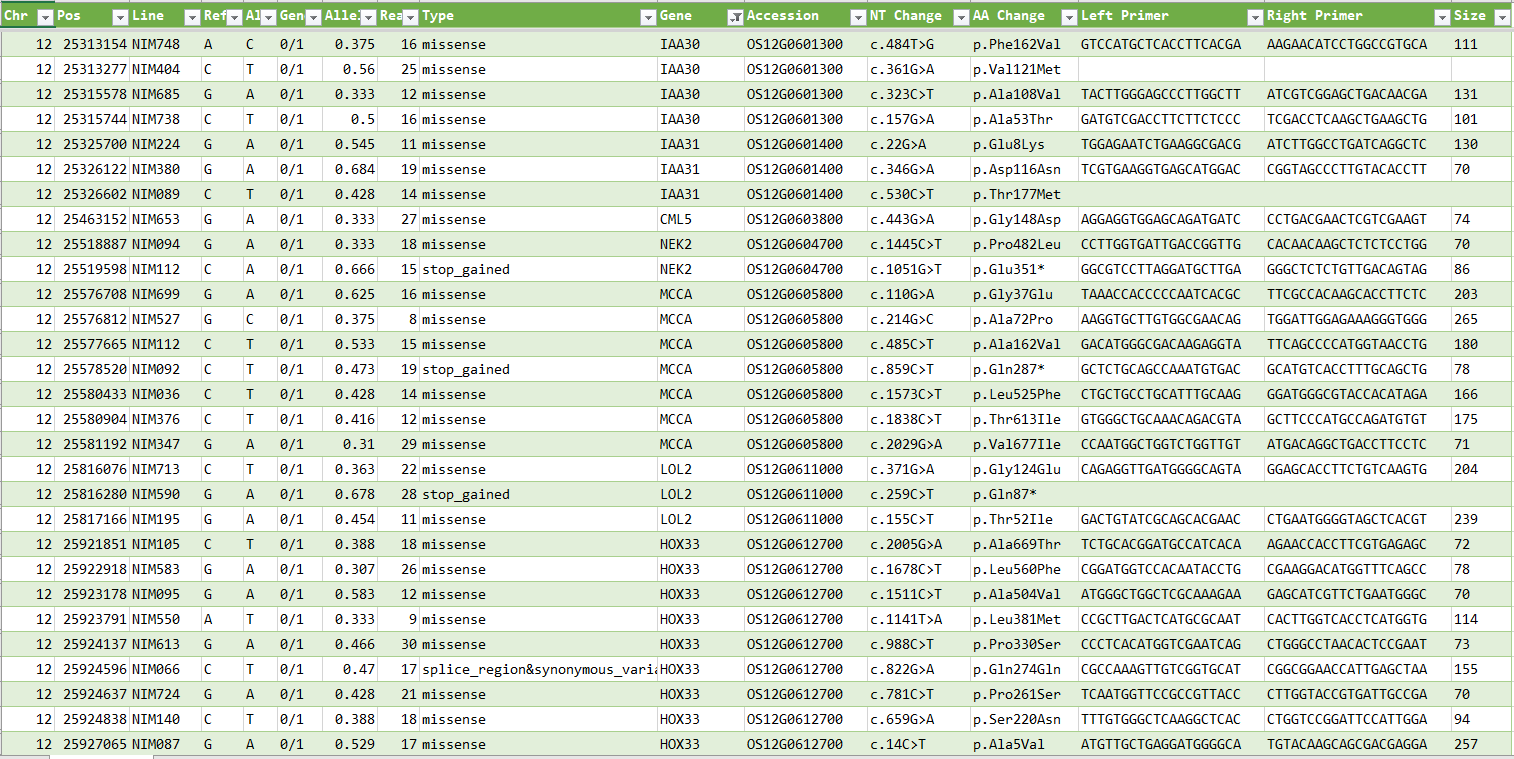 Chr Pos Line Ref Al Gen Allel Rea Type Gene Accession NT Change AA Change Left Primer Right Primer Size
12 25313154 NIM748 A C 0/1 0.375 16 missense IAA30 OS12G0601300 c.484T>G p.Phe162Val GTCCATGCTCACCTTCACGA AAGAACATCCTGGCCGTGCA 111
12 25313277 NIM404 C T 0/1 0.56 25 missense IAA30 OS12G0601300 c.361G>A p.Val121Met
12 25315578 NIM685 G A 0/1 0.333 12 missense IAA30 OS12G0601300 c.323C>T p.Ala108Val TACTTGGGAGCCCTTGGCTT ATCGTCGGAGCTGACAACGA 131
12 25315744 NIM738 C T 0/1 0.5 16 missense IAA30 OS12G0601300 c.157G>A p.Ala53Thr GATGTCGACCTTCTTCTCCC TCGACCTCAAGCTGAAGCTG 101
12 25325700 NIM224 G A 0/1 0.545 11 missense IAA31 OS12G0601400 c.22G>A p.Glu8Lys TGGAGAATCTGAAGGCGACG ATCTTGGCCTGATCAGGCTC 130
12 25326122 NIM380 G A 0/1 0.684 19 missense IAA31 OS12G0601400 c.346G>A p.Asp116Asn TCGTGAAGGTGAGCATGGAC CGGTAGCCCTTGTACACCTT 70
12 25326602 NIM089 C T 0/1 0.428 14 missense IAA31 OS12G0601400 c.530C>T p.Thr177Met
12 25463152 NIM653 G A 0/1 0.333 27 missense CML5 OS12G0603800 c.443G>A p.Gly148Asp AGGAGGTGGAGCAGATGATC CCTGACGAACTCGTCGAAGT 74
12 25518887 NIM094 G A 0/1 0.333 18 missense NEK2 OS12G0604700 c.1445C>T p.Pro482Leu CCTTGGTGATTGACCGGTTG CACAACAAGCTCTCTCCTGG 70
12 25519598 NIM112 C A 0/1 0.666 15 stop_gained NEK2 OS12G0604700 c.1051G>T p.Glu351* GGCGTCCTTAGGATGCTTGA GGGCTCTCTGTTGACAGTAG 86
12 25576708 NIM699 G A 0/1 0.625 16 missense MCCA OS12G0605800 c.110G>A p.Gly37Glu TAAACCACCCCCAATCACGC TTCGCCACAAGCACCTTCTC 203
12 25576812 NIM527 G C 0/1 0.375 8 missense MCCA OS12G0605800 c.214G>C p.Ala72Pro AAGGTGCTTGTGGCGAACAG TGGATTGGAGAAAGGGTGGG 265
12 25577665 NIM112 C T 0/1 0.533 15 missense MCCA OS12G0605800 c.485C>T p.Ala162Val GACATGGGCGACAAGAGGTA TTCAGCCCCATGGTAACCTG 180
12 25578520 NIM092 C T 0/1 0.473 19 stop_gained MCCA OS12G0605800 c.859C>T p.Gln287* GCTCTGCAGCCAAATGTGAC GCATGTCACCTTTGCAGCTG 78
12 25580433 NIM036 C T 0/1 0.428 14 missense MCCA OS12G0605800 c.1573C>T p.Leu525Phe CTGCTGCCTGCATTTGCAAG GGATGGGCGTACCACATAGA 166
12 25580904 NIM376 C T 0/1 0.416 12 missense MCCA OS12G0605800 c.1838C>T p.Thr613Ile GTGGGCTGCAAACAGACGTA GCTTCCCATGCCAGATGTGT 175
12 25581192 NIM347 G A 0/1 0.31 29 missense MCCA OS12G0605800 c.2029G>A p.Val677Ile CCAATGGCTGGTCTGGTTGT ATGACAGGCTGACCTTCCTC 71
12 25816076 NIM713 C T 0/1 0.363 22 missense LOL2 OS12G0611000 c.371G>A p.Gly124Glu CAGAGGTTGATGGGGCAGTA GGAGCACCTTCTGTCAAGTG 204
12 25816280 NIM590 G A 0/1 0.678 28 stop_gained LOL2 OS12G0611000 c.259C>T p.Gln87*
12 25817166 NIM195 G A 0/1 0.454 11 missense LOL2 OS12G0611000 c.155C>T p.Thr52Ile GACTGTATCGCAGCACGAAC CTGAATGGGGTAGCTCACGT 239
12 25921851 NIM105 C T 0/1 0.388 18 missense HOX33 OS12G0612700 c.2005G>A p.Ala669Thr TCTGCACGGATGCCATCACA AGAACCACCTTCGTGAGAGC 72
12 25922918 NIM583 G A 0/1 0.307 26 missense HOX33 OS12G0612700 c.1678C>T p.Leu560Phe CGGATGGTCCACAATACCTG CGAAGGACATGGTTTCAGCC 78
12 25923178 NIM095 G A 0/1 0.583 12 missense HOX33 OS12G0612700 c.1511C>T p.Ala504Val ATGGGCTGGCTCGCAAAGAA GAGCATCGTTCTGAATGGGC 70
12 25923791 NIM550 A T 0/1 0.333 9 missense HOX33 OS12G0612700 c.1141T>A p.Leu381Met CCGCTTGACTCATGCGCAAT CACTTGGTCACCTCATGGTG 114
12 25924137 NIM613 G A 0/1 0.466 30 missense HOX33 OS12G0612700 c.988C>T p.Pro330Ser CCCTCACATGGTCGAATCAG CTGGGCCTAACACTCCGAAT 73
12 25924596 NIM066 C T 0/1 0.47 17 splice_region&synonymous_varia HOX33 OS12G0612700 c.822G>A p.Gln274Gln CGCCAAAGTTGTCGGTGCAT CGGCGGAACCATTGAGCTAA 155
12 25924637 NIM724 G A 0/1 0.428 21 missense HOX33 OS12G0612700 c.781C>T p.Pro261Ser TCAATGGTTCCGCCGTTACC CTTGGTACCGTGATTGCCGA 70
12 25924838 NIM140 C T 0/1 0.388 18 missense HOX33 OS12G0612700 c.659G>A p.Ser220Asn TTTGTGGGCTCAAGGCTCAC CTGGTCCGGATTCCATTGGA 94
12 25927065 NIM087 G A 0/1 0.529 17 missense HOX33 OS12G0612700 c.14C>T p.Ala5Val ATGTTGCTGAGGATGGGGCA TGTACAAGCAGCGACGAGGA 257